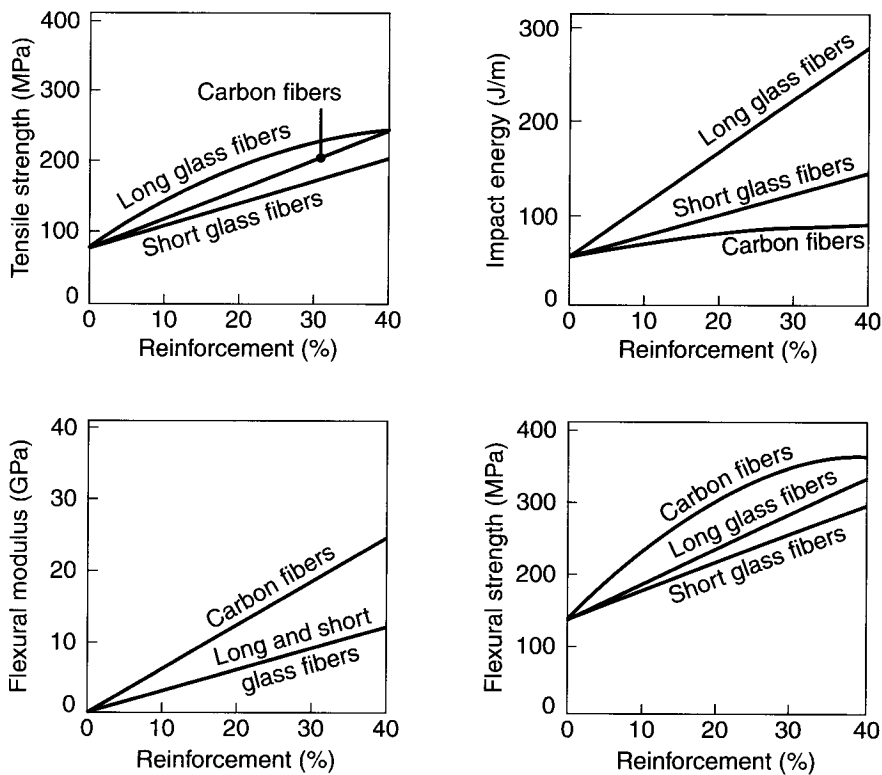 400
300
200
100
0
Tensile strength (MPa)
Carbon fibers
Long glass fibers
Short glass fibers
0 10 20 30 40
Reinforcement (%)
300
200
100
0
Impact energy (J/m)
Long glass fibers
Short glass fibers
Carbon fibers
0 10 20 30 40
Reinforcement (%)
40
30
20
10
0
Flexural modulus (GPa)
Carbon fibers
Long and short
glass fibers
0 10 20 30 40
Reinforcement (%)
400
300
200
100
0
Flexural strength (MPa)
Carbon fibers
Long glass fibers
Short glass fibers
0 10 20 30 40
Reinforcement (%)